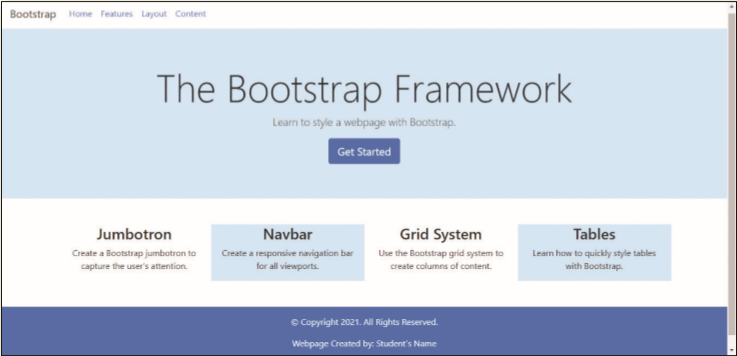 Bootstrap Home Features Layout Content
The Bootstrap Framework
Learn to style a webpage with Bootstrap.
Get Started
Jumbotron
Create a Bootstrap jumbotron to
capture the user's attention.
Navbar
Create a responsive navigation bar
for all viewports.
Grid System
Use the Bootstrap grid system to
create columns of content.
Tables
Learn how to quickly style tables
with Bootstrap.
© Copyright 2021. All Rights Reserved.
Webpage Created by: Student's Name